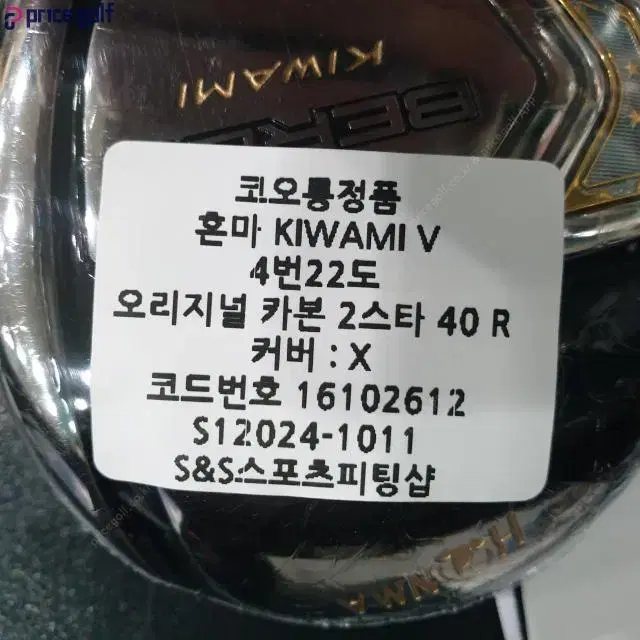 pricegolf
KIWAMI
BERES
코오롱정품
혼마 KIWAMI V
4번22도
오리지널 카본 2스타 40 R
커버 : X
코드번호 16102612
S12024-1011
S&S스포츠피팅샵
HONMA